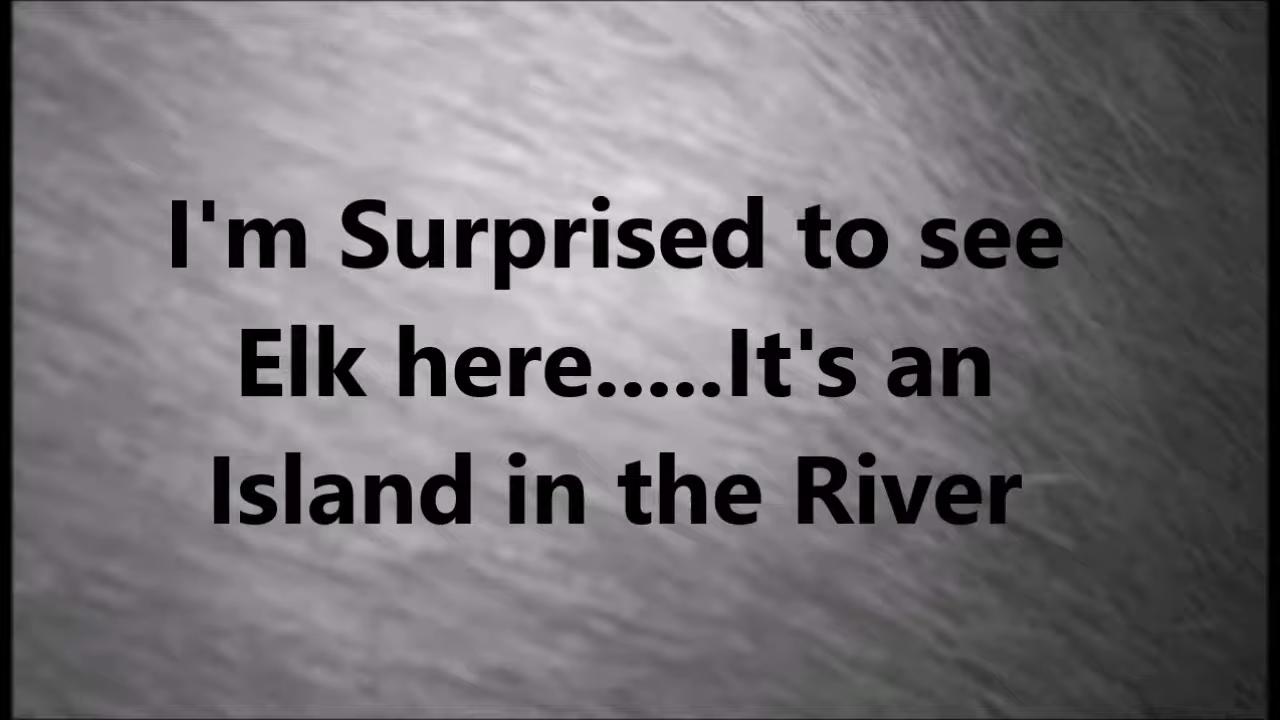 I'm Surprised to see
Elk here.....It's an
Island in the River